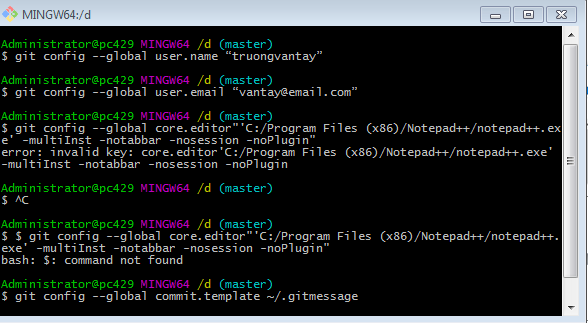 MINGW64:/d
Administrator@pc429 MINGW64 /d (master)
$ git config --global user.name “truongvantay”
Administrator@pc429 MINGW64 /d (master)
$ git config --global user.email “vantay@email.com”
Administrator@pc429 MINGW64 /d (master)
$ git config --global core.editor"'C:/Program Files (x86)/Notepad++/notepad++.ex
e' -multiInst -notabbar -nosession -noPlugin"
error: invalid key: core.editor'C:/Program Files (x86)/Notepad++/notepad++.exe'
-multiInst -notabbar -nosession -noPlugin
Administrator@pc429 MINGW64 /d (master)
$ ^C
Administrator@pc429 MINGW64 /d (master)
$ $ git config --global core.editor"'C:/Program Files (x86)/Notepad++/notepad++.
exe' -multiInst -notabbar -nosession -noPlugin"
bash: $: command not found
Administrator@pc429 MINGW64 /d (master)
$ git config --global commit.template ~/.gitmessage